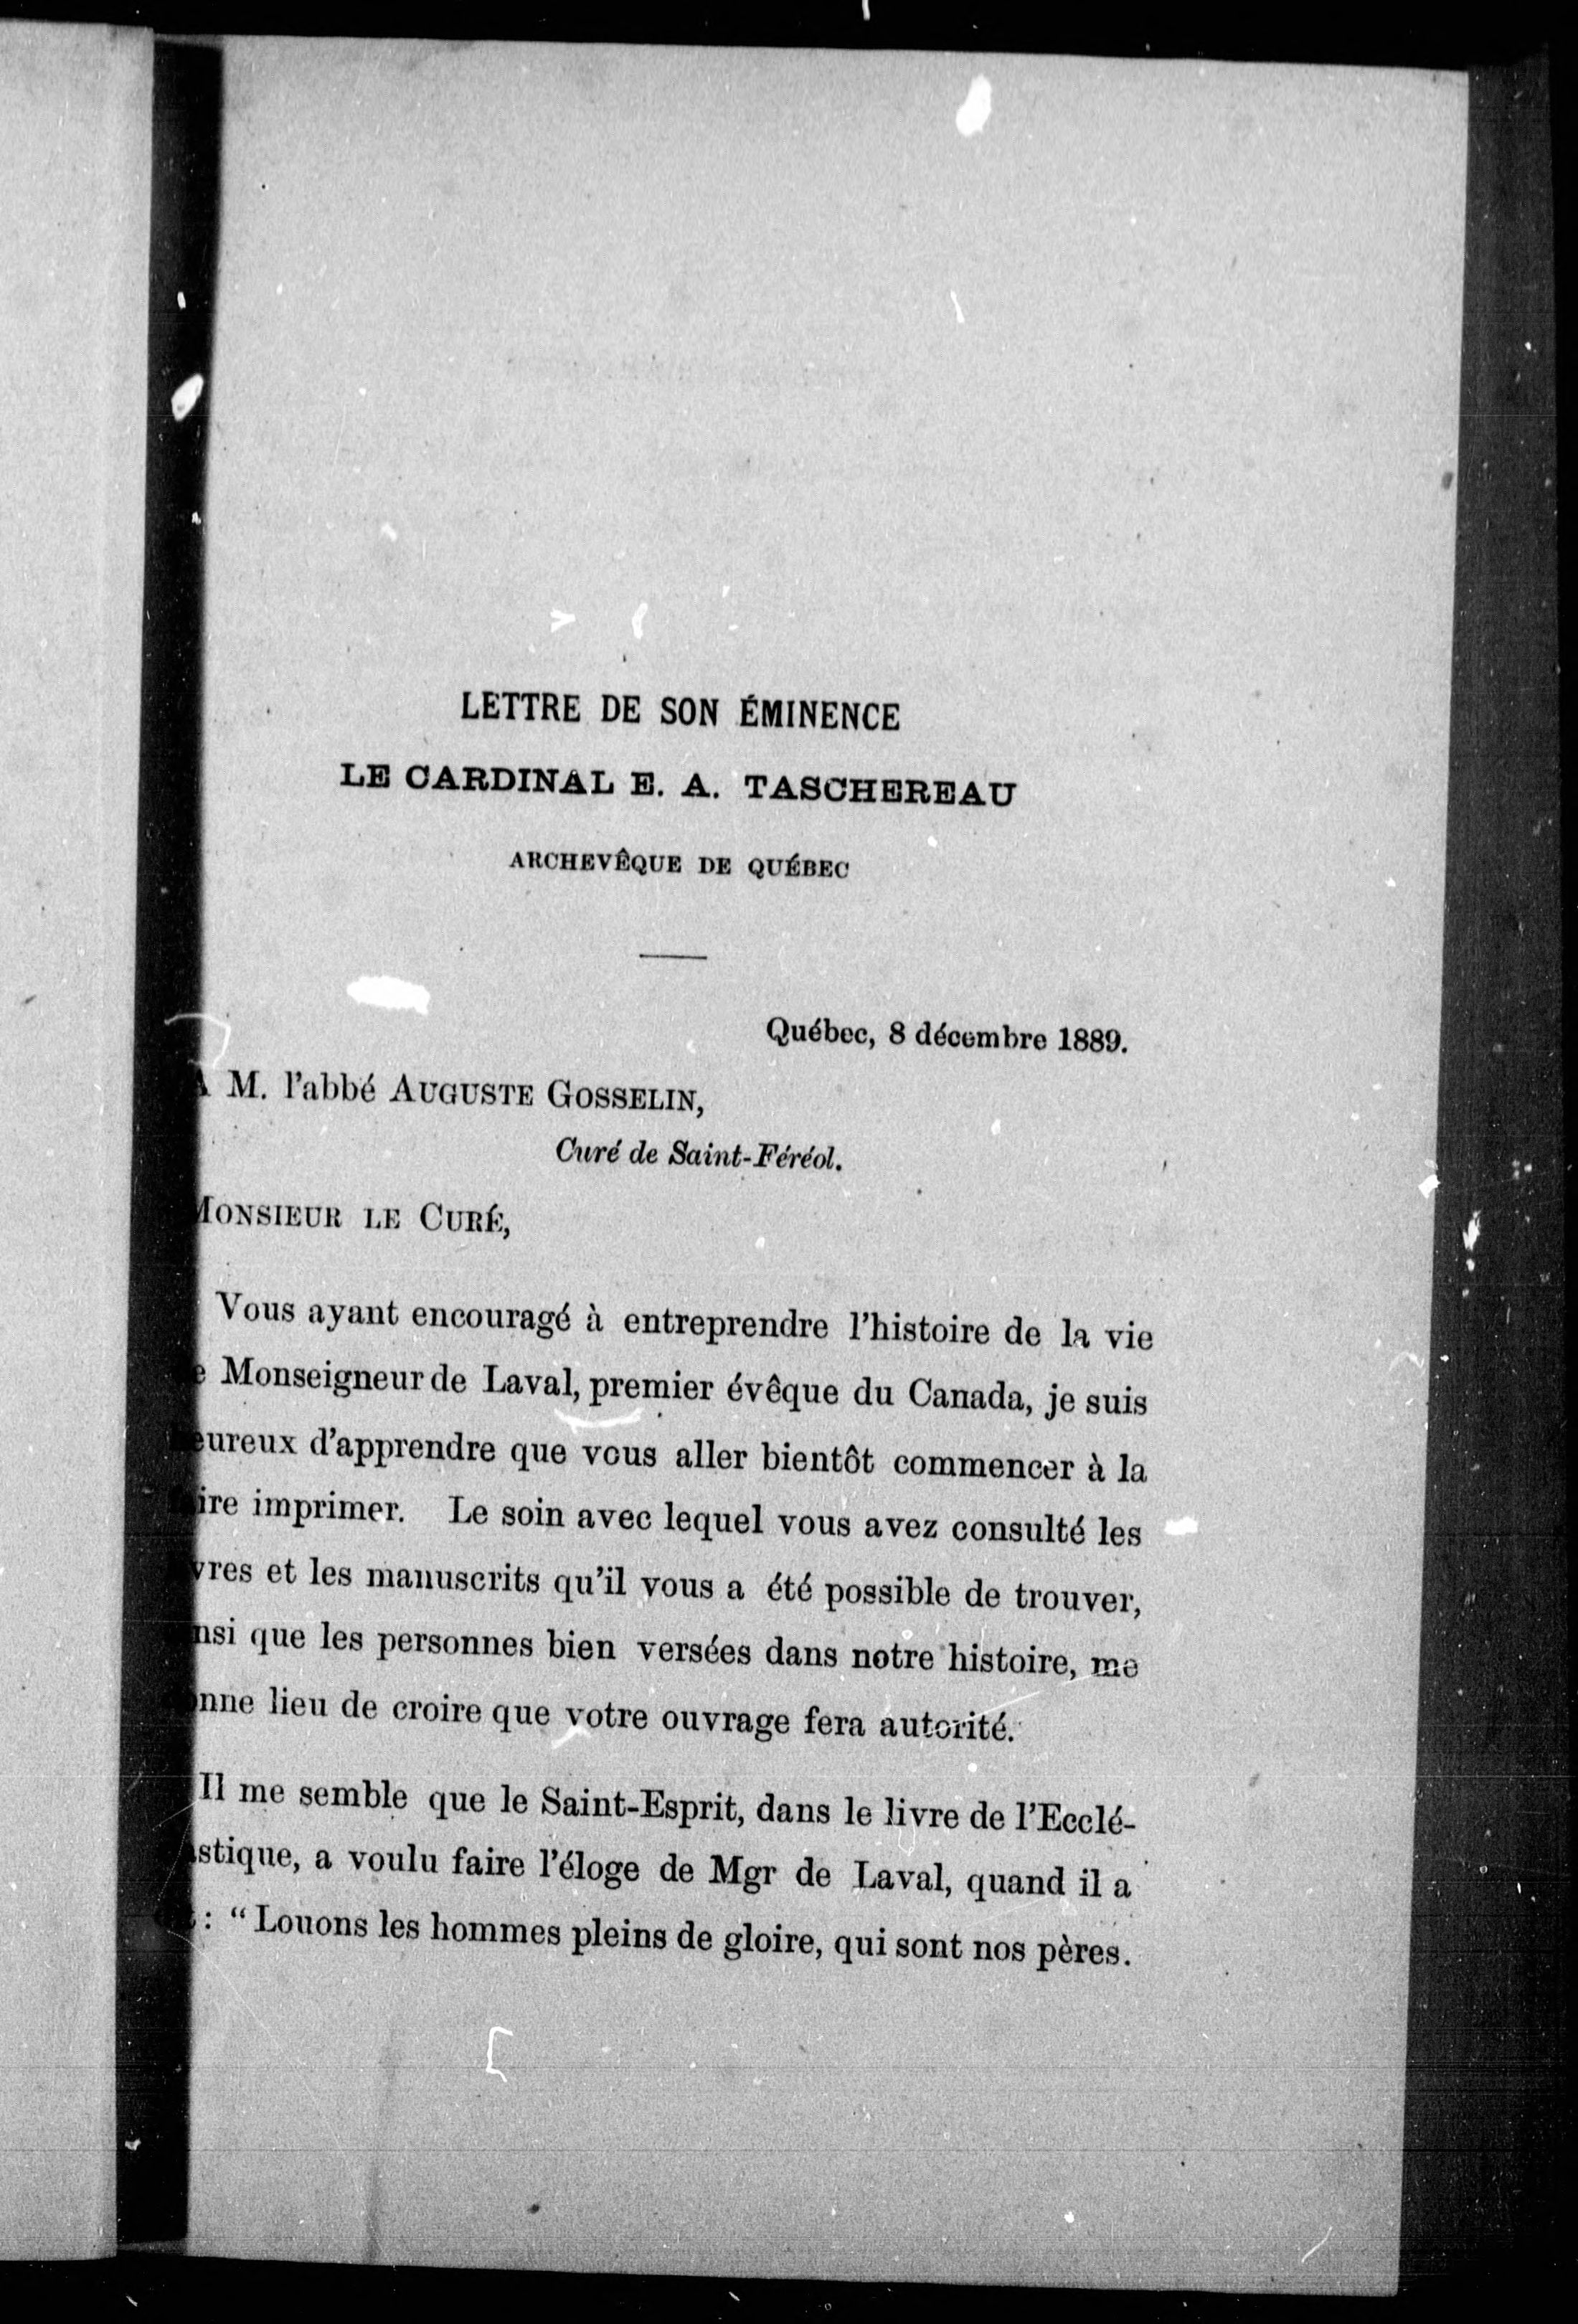 LETTRE DE SON ÉMINENCE
LE CARDINAL E. A. TASCHEREAU
ARCHEVÊQUE DE QUÉBEC
Québec, 8 décembre 1889.
A M. l'abbé AUGUSTE GOSSELIN,
Curé de Saint-Féréol.
MONSIEUR LE CURÉ,
Vous ayant encouragé à entreprendre l'histoire de la vie
Monseigneur de Laval, premier évêque du Canada, je suis
eureux d'apprendre que vous aller bientôt commencer à la
ire imprimer. Le soin avec lequel vous avez consulté les
vres et les manuscrits qu'il vous a été possible de trouver,
nsi que les personnes bien versées dans notre histoire, me
onne lieu de croire que votre ouvrage fera autorité.
Il me semble que le Saint-Esprit, dans le livre de l'Ecclé-
astique, a voulu faire l'éloge de Mgr de Laval, quand il a
: “ Louons les hommes pleins de gloire, qui sont nos pères.